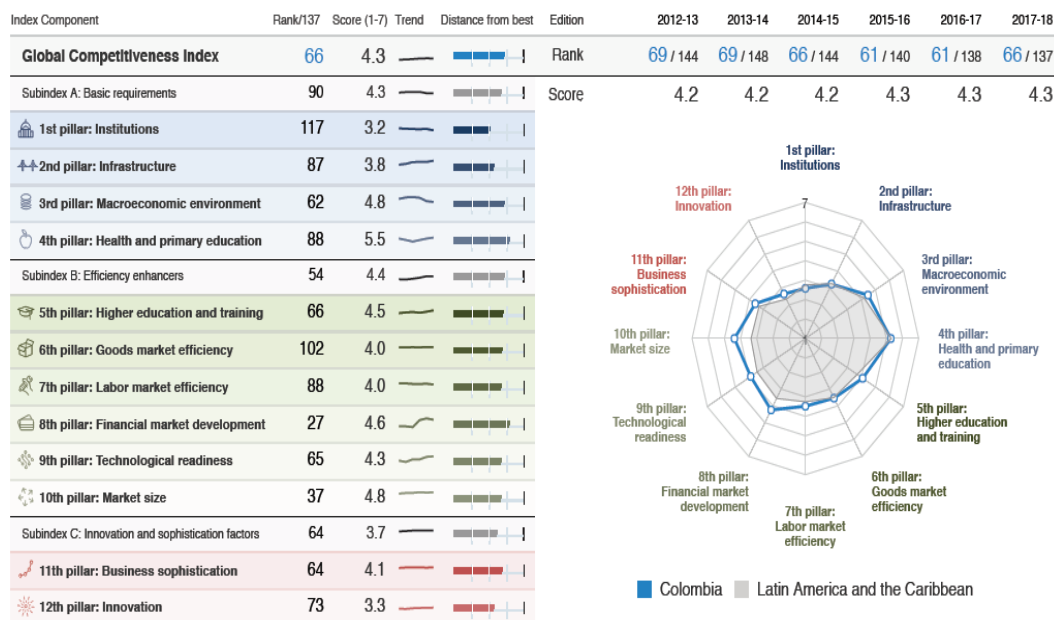 Index Component Rank/137 Score (1-7) Trend Distance from best
Global Competitiveness Index 66 4.3
Subindex A: Basic requirements 90 4.3
1st pillar: Institutions 117 3.2
2nd pillar: Infrastructure 87 3.8
3rd pillar: Macroeconomic environment 62 4.8
4th pillar: Health and primary education 88 5.5
Subindex B: Efficiency enhancers 54 4.4
5th pillar: Higher education and training 66 4.5
6th pillar: Goods market efficiency 102 4.0
7th pillar: Labor market efficiency 88 4.0
8th pillar: Financial market development 27 4.6
9th pillar: Technological readiness 65 4.3
10th pillar: Market size 37 4.8
Subindex C: Innovation and sophistication factors 64 3.7
11th pillar: Business sophistication 64 4.1
12th pillar: Innovation 73 3.3
Edition 2012-13 2013-14 2014-15 2015-16 2016-17 2017-18
Rank 69 / 144 69 / 148 66 / 144 61 / 140 61 / 138 66 / 137
Score 4.2 4.2 4.2 4.3 4.3 4.3
1st pillar:
Institutions
2nd pillar:
Infrastructure
3rd pillar:
Macroeconomic
environment
4th pillar:
Health and primary
education
5th pillar:
Higher education
and training
6th pillar:
Goods market
efficiency
7th pillar:
Labor market
efficiency
8th pillar:
Financial market
development
9th pillar:
Technological
readiness
10th pillar:
Market size
11th pillar:
Business
sophistication
12th pillar:
Innovation
7
Colombia Latin America and the Caribbean